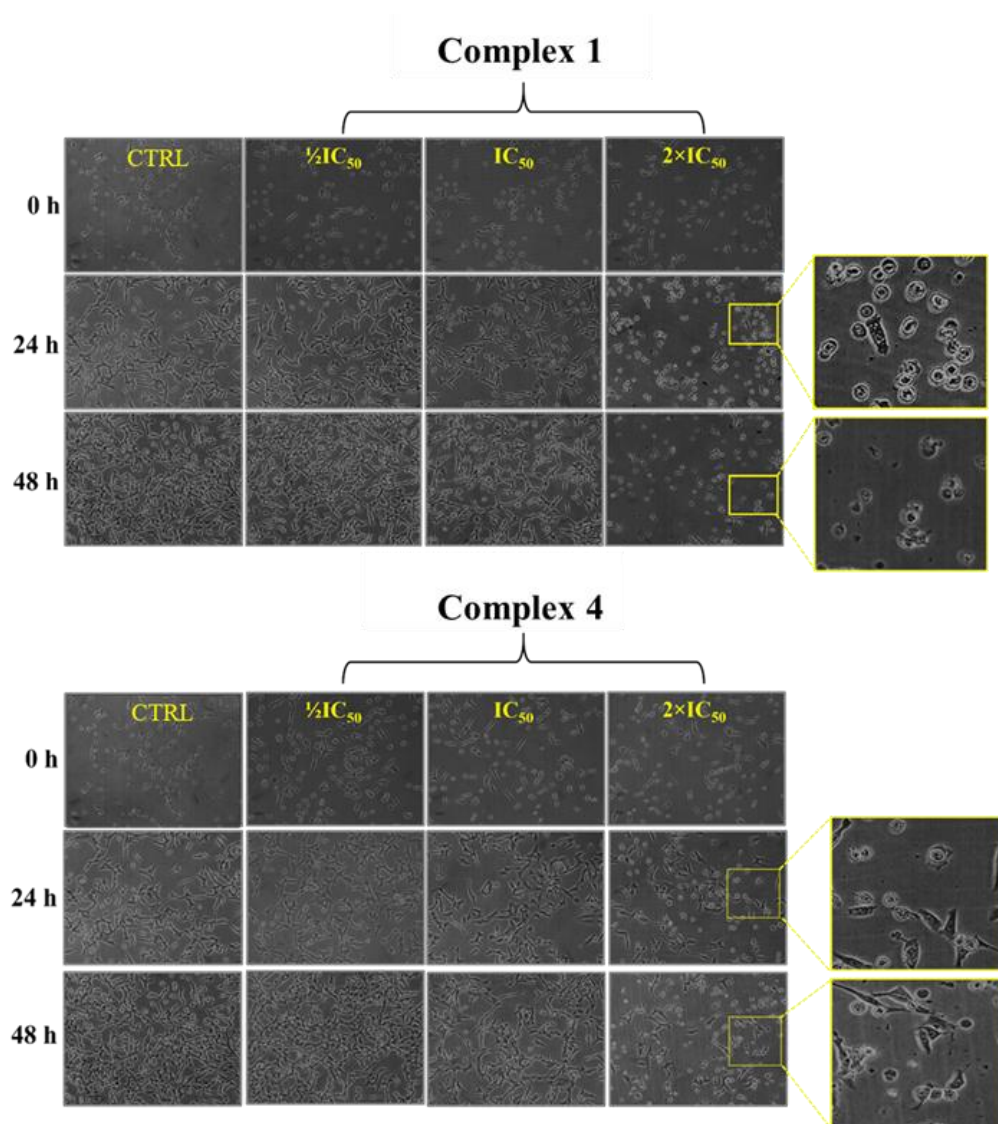 Complex 1
CTRL ½IC₅₀ IC₅₀ 2×IC₅₀
0 h
24 h
48 h
Complex 4
CTRL ½IC₅₀ IC₅₀ 2×IC₅₀
0 h
24 h
48 h